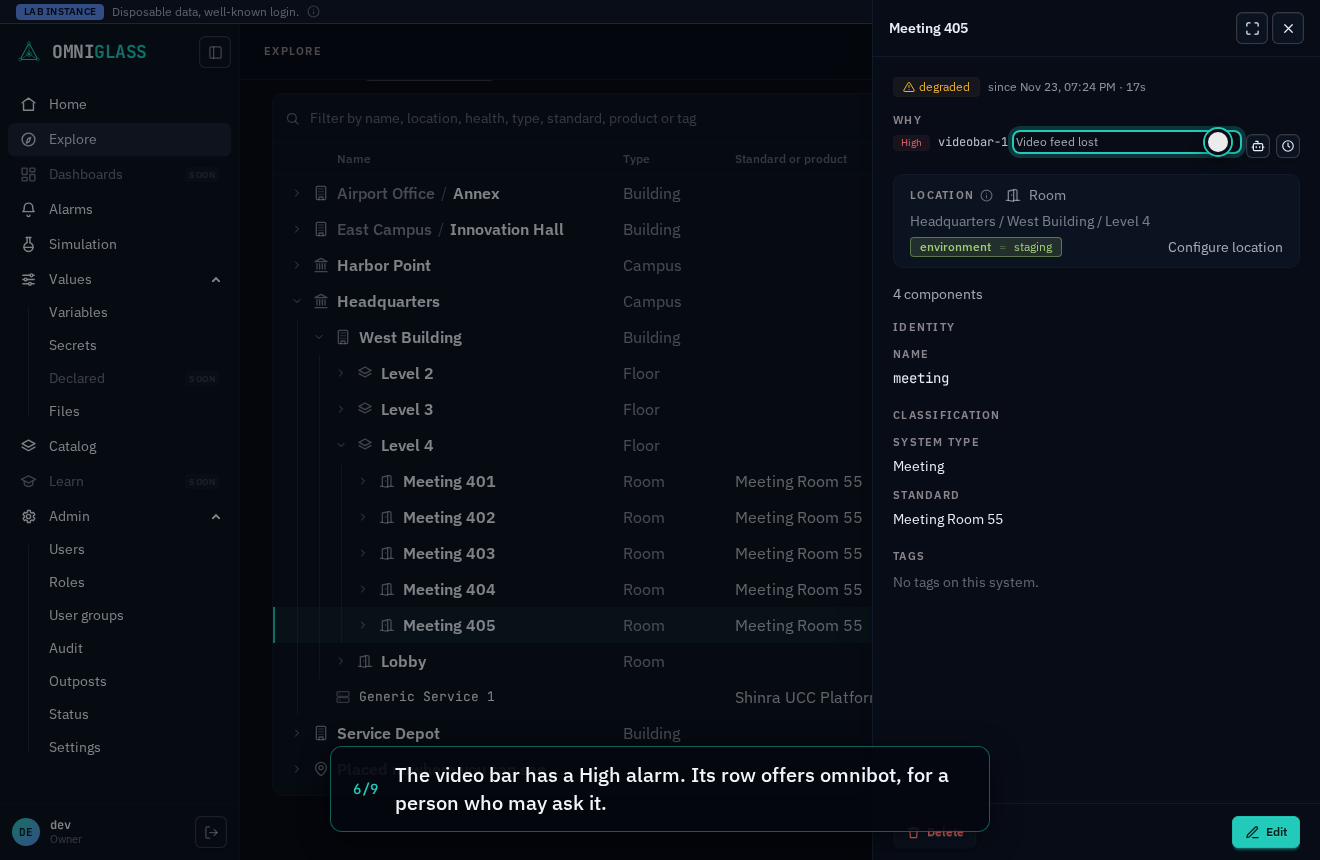 LAB INSTANCE Disposable data, well-known login.
OMNIGLASS
Home
Explore
Dashboards SOON
Alarms
Simulation
Values
Variables
Secrets
Declared SOON
Files
Catalog
Learn SOON
Admin
Users
Roles
User groups
Audit
Outposts
Status
Settings
DE dev
Owner
EXPLORE
Filter by name, location, health, type, standard, product or tag
Name Type Standard or product
Airport Office / Annex Building
East Campus / Innovation Hall Building
Harbor Point Campus
Headquarters Campus
West Building Building
Level 2 Floor
Level 3 Floor
Level 4 Floor
Meeting 401 Room Meeting Room 55
Meeting 402 Room Meeting Room 55
Meeting 403 Room Meeting Room 55
Meeting 404 Room Meeting Room 55
Meeting 405 Room Meeting Room 55
Lobby Room
Generic Service 1 Shinra UCC Platform
Service Depot Building
Placed
6/9 The video bar has a High alarm. Its row offers omnibot, for a
person who may ask it.
Meeting 405
degraded since Nov 23, 07:24 PM · 17s
WHY
High videobar-1 Video feed lost
LOCATION Room
Headquarters / West Building / Level 4
environment = staging Configure location
4 components
IDENTITY
NAME
meeting
CLASSIFICATION
SYSTEM TYPE
Meeting
STANDARD
Meeting Room 55
TAGS
No tags on this system.
Delete Edit